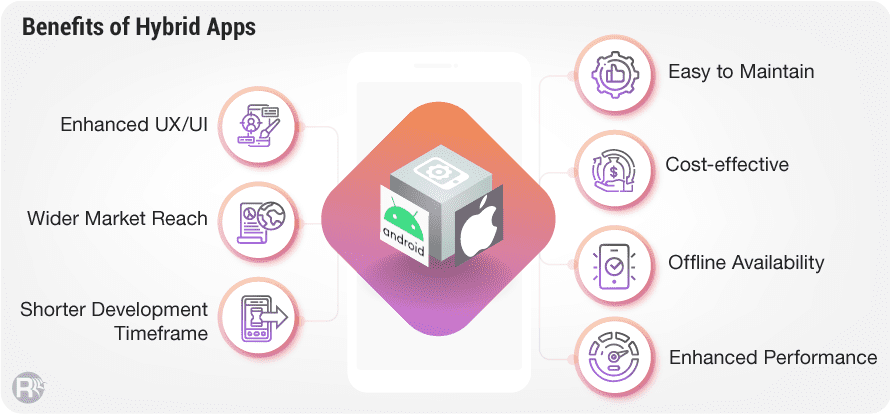 Benefits of Hybrid Apps
Enhanced UX/UI
Wider Market Reach
Shorter Development
Timeframe
android
Easy to Maintain
Cost-effective
Offline Availability
Enhanced Performance
$
R